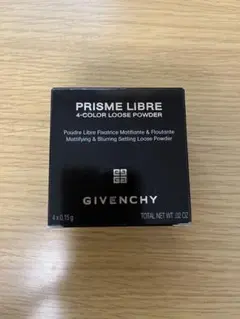 PRISME LIBRE
4-COLOR LOOSE POWDER
Poudre Libre Fixatrice Matifiante & Floutante
Mattifying & Blurring Setting Loose Powder
GIVENCHY
4 x 0,15 g TOTAL NET WT. .02 OZ